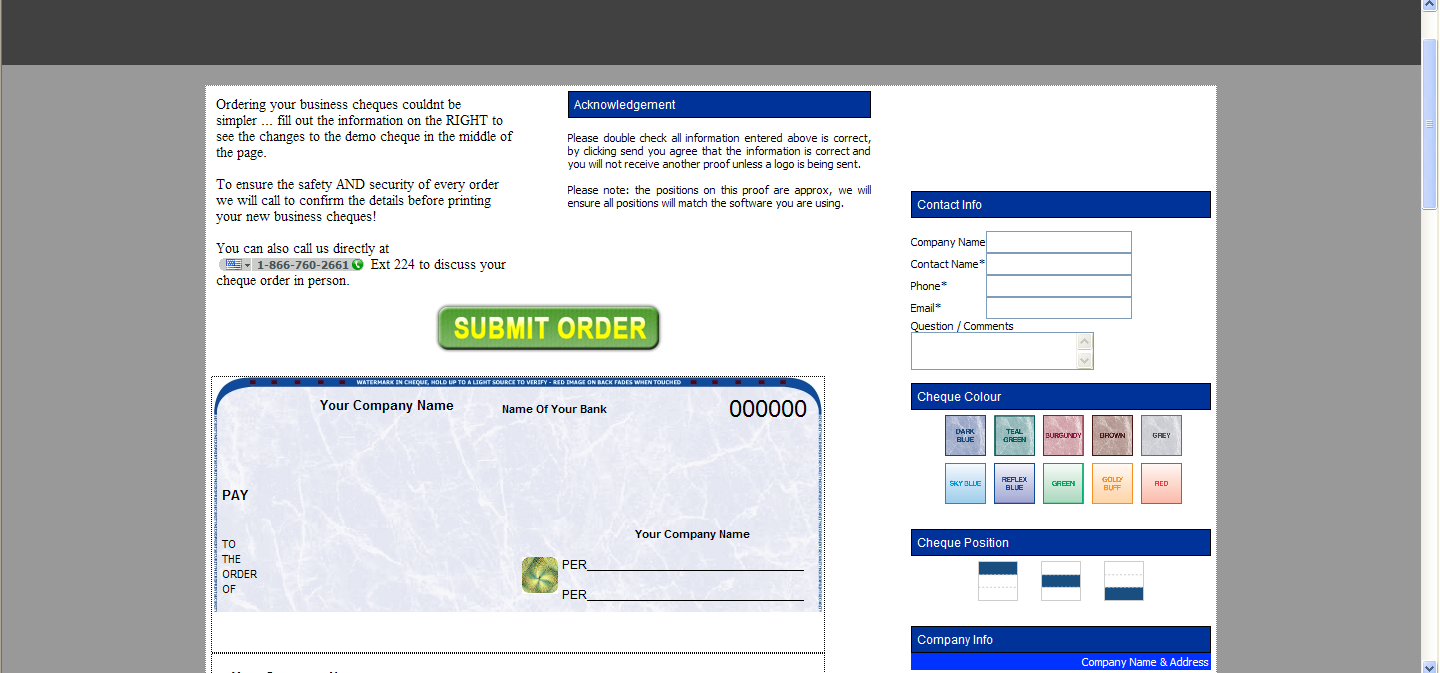 Ordering your business cheques couldnt be
simpler ... fill out the information on the RIGHT to
see the changes to the demo cheque in the middle of
the page.
To ensure the safety AND security of every order
we will call to confirm the details before printing
your new business cheques!
You can also call us directly at
1-866-760-2661 Ext 224 to discuss your
cheque order in person.
Acknowledgement
Please double check all information entered above is correct,
by clicking send you agree that the information is correct and
you will not receive another proof unless a logo is being sent.
Please note: the positions on this proof are approx, we will
ensure all positions will match the software you are using.
SUBMIT ORDER
WATERMARK IN CHEQUE, HOLD UP TO A LIGHT SOURCE TO VERIFY - RED IMAGE ON BACK FADES WHEN TOUCHED
Your Company Name
Name Of Your Bank
000000
PAY
TO
THE
ORDER
OF
Your Company Name
PER
PER
Contact Info
Company Name
Contact Name*
Phone*
Email*
Question / Comments
Cheque Colour
DARK
BLUE
TEAL
GREEN
BURGUNDY
BROWN
GREY
SKY BLUE
REFLEX
BLUE
GREEN
GOLD/
BUFF
RED
Cheque Position
Company Info
Company Name & Address